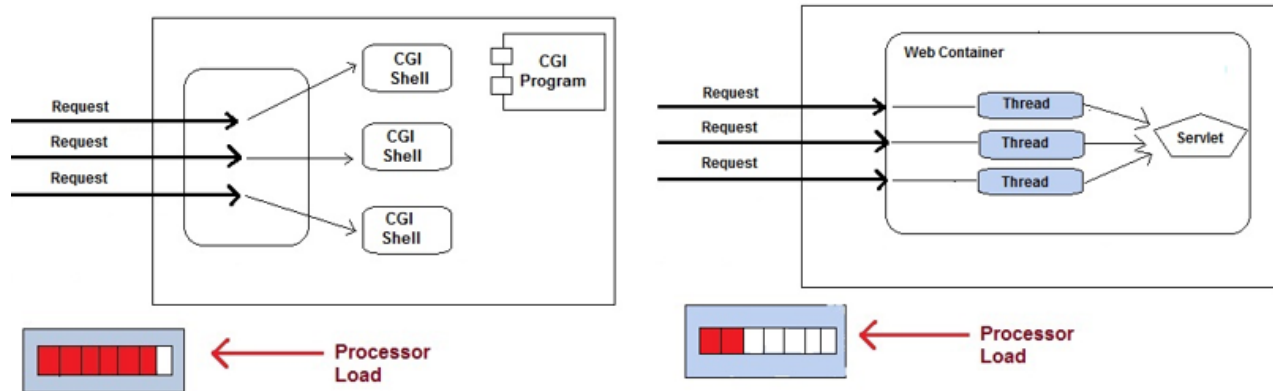 CGI
Shell
CGI
Program
Request
Request
Request
CGI
Shell
CGI
Shell
Processor
Load
Web Container
Request
Request
Request
Thread
Thread
Thread
Servlet
Processor
Load